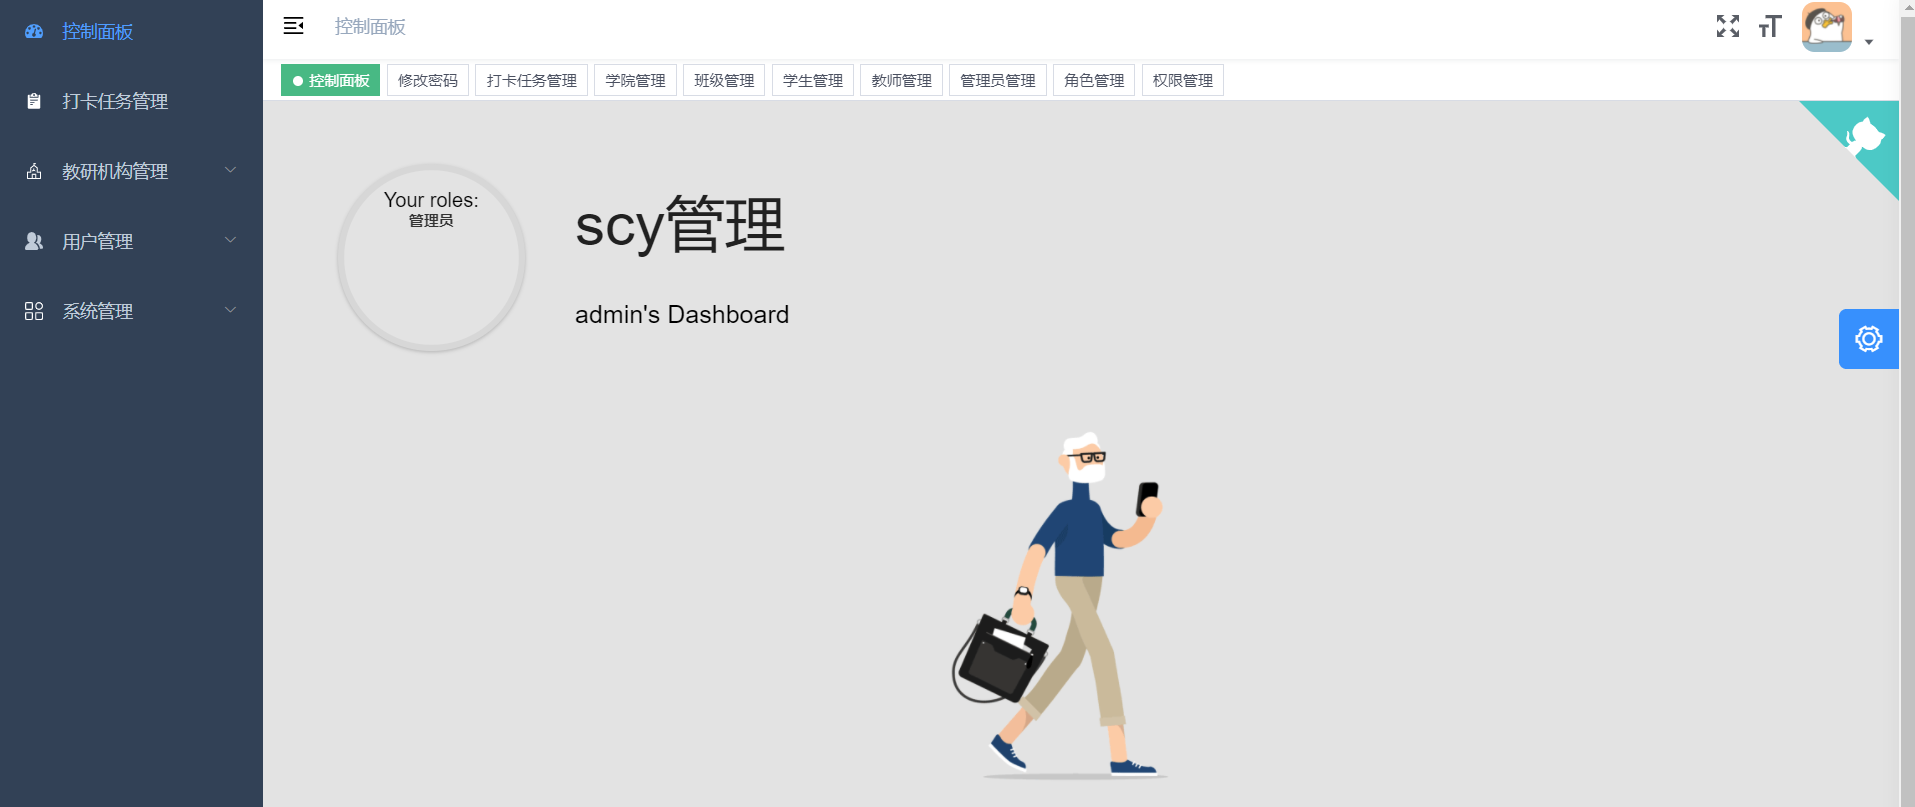 控制面板
打卡任务管理
教研机构管理
用户管理
系统管理
控制面板
控制面板 修改密码 打卡任务管理 学院管理 班级管理 学生管理 教师管理 管理员管理 角色管理 权限管理
Your roles:
管理员
scy管理
admin's Dashboard